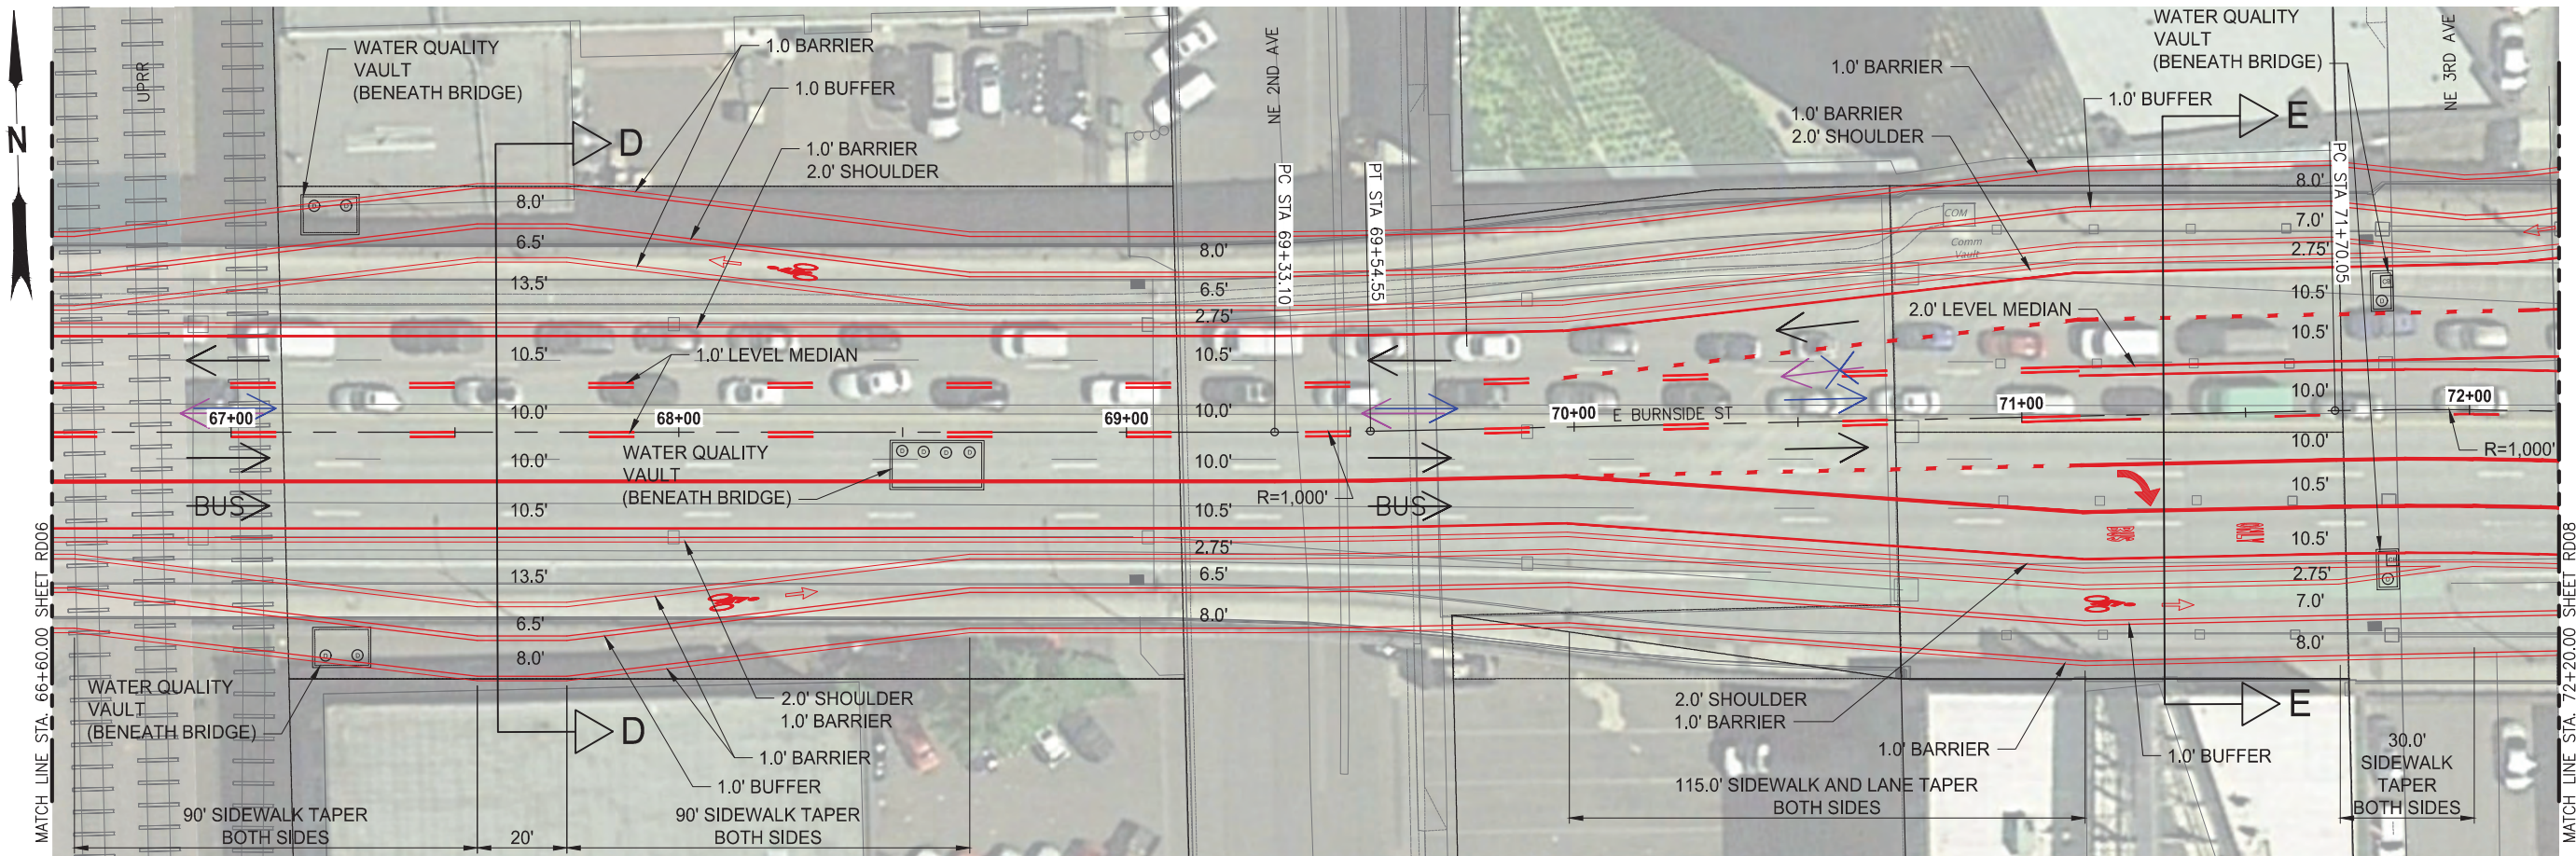 N
MATCH LINE STA. 66+60.00 SHEET RD06
UPRR
WATER QUALITY
VAULT
(BENEATH BRIDGE)
D
1.0 BARRIER
1.0 BUFFER
1.0' BARRIER
2.0' SHOULDER
8.0'
6.5'
13.5'
10.5'
1.0' LEVEL MEDIAN
10.0'
67+00
68+00
69+00
10.0'
WATER QUALITY
VAULT
(BENEATH BRIDGE)
BUS
10.5'
13.5'
6.5'
8.0'
WATER QUALITY
VAULT
(BENEATH BRIDGE)
D
2.0' SHOULDER
1.0' BARRIER
1.0' BARRIER
1.0' BUFFER
90' SIDEWALK TAPER
BOTH SIDES
20'
90' SIDEWALK TAPER
BOTH SIDES
NE 2ND AVE
PC STA 69+33.10
PT STA 69+54.55
8.0'
6.5'
2.75'
10.5'
10.0'
10.0'
R=1,000'
10.5'
BUS
2.75'
6.5'
8.0'
70+00
E BURNSIDE ST
71+00
72+00
1.0' BARRIER
1.0' BARRIER
2.0' SHOULDER
1.0' BUFFER
COM
Comm
Vault
2.0' LEVEL MEDIAN
WATER QUALITY
VAULT
(BENEATH BRIDGE)
NE 3RD AVE
E
PC STA 71+70.05
8.0'
7.0'
2.75'
10.5'
10.5'
10.0'
10.0'
R=1,000'
10.5'
BUS
ONLY
10.5'
2.75'
7.0'
8.0'
E
2.0' SHOULDER
1.0' BARRIER
1.0' BARRIER
1.0' BUFFER
115.0' SIDEWALK AND LANE TAPER
BOTH SIDES
30.0'
SIDEWALK
TAPER
BOTH SIDES
MATCH LINE STA. 72+20.00 SHEET RD08